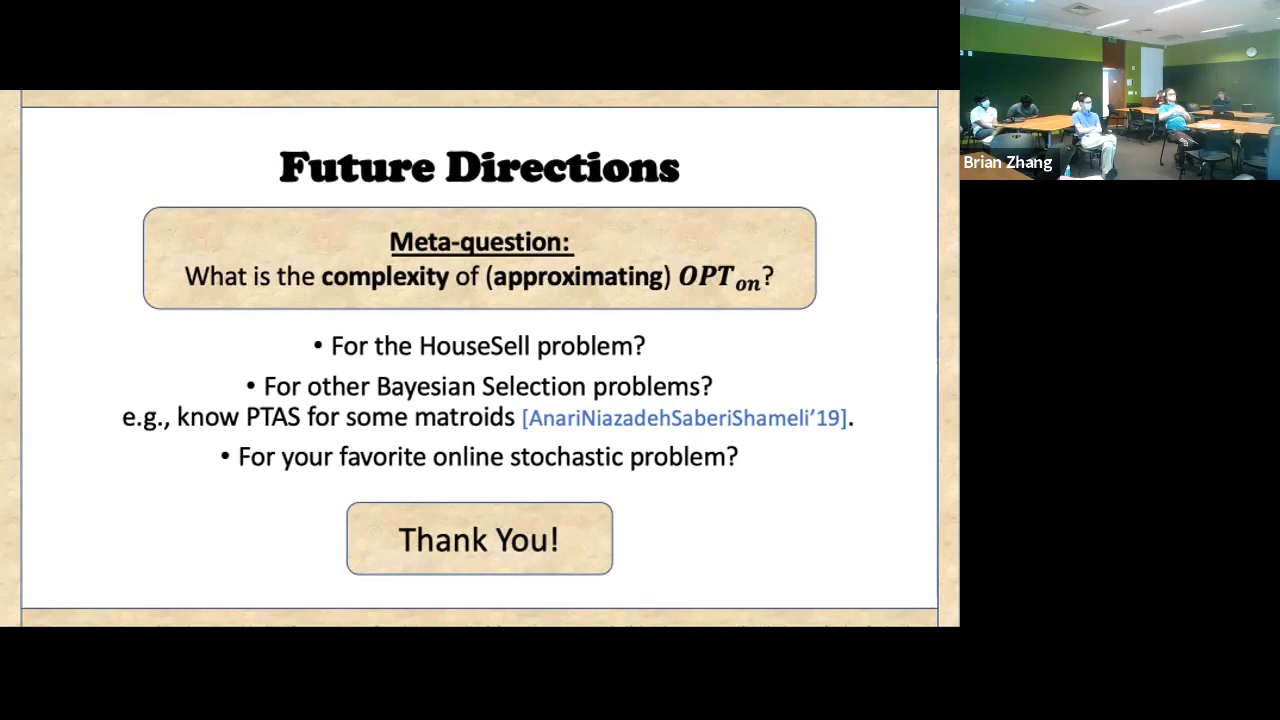 Future Directions
Meta-question:
What is the complexity of (approximating) OPT_on?
• For the HouseSell problem?
• For other Bayesian Selection problems?
e.g., know PTAS for some matroids [AnariNiazadehSaberiShameli’19].
• For your favorite online stochastic problem?
Thank You!
Brian Zhang